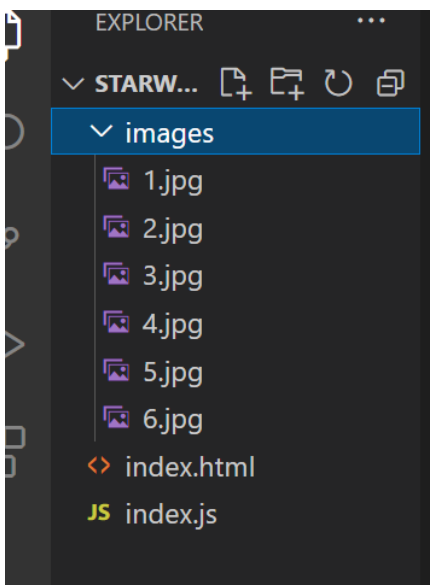 EXPLORER ...
STARW...
images
1.jpg
2.jpg
3.jpg
4.jpg
5.jpg
6.jpg
<> index.html
JS index.js